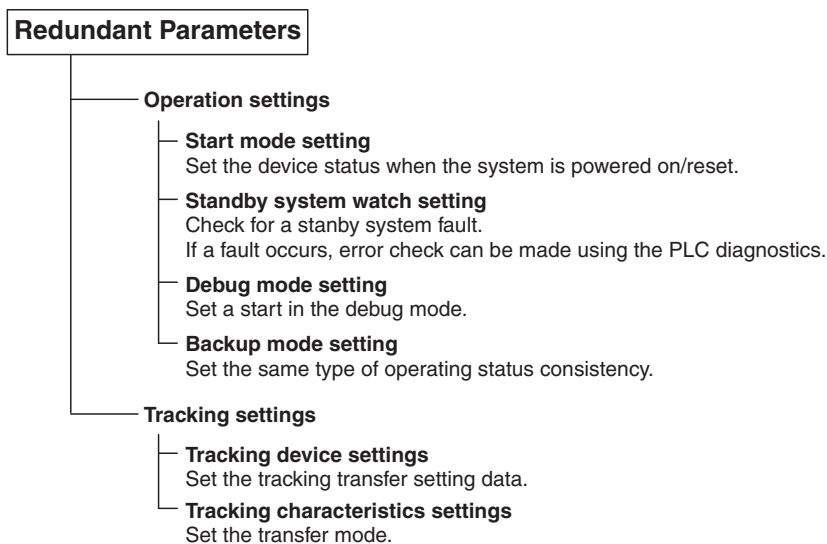 Redundant Parameters
Operation settings
Start mode setting
Set the device status when the system is powered on/reset.
Standby system watch setting
Check for a stanby system fault.
If a fault occurs, error check can be made using the PLC diagnostics.
Debug mode setting
Set a start in the debug mode.
Backup mode setting
Set the same type of operating status consistency.
Tracking settings
Tracking device settings
Set the tracking transfer setting data.
Tracking characteristics settings
Set the transfer mode.